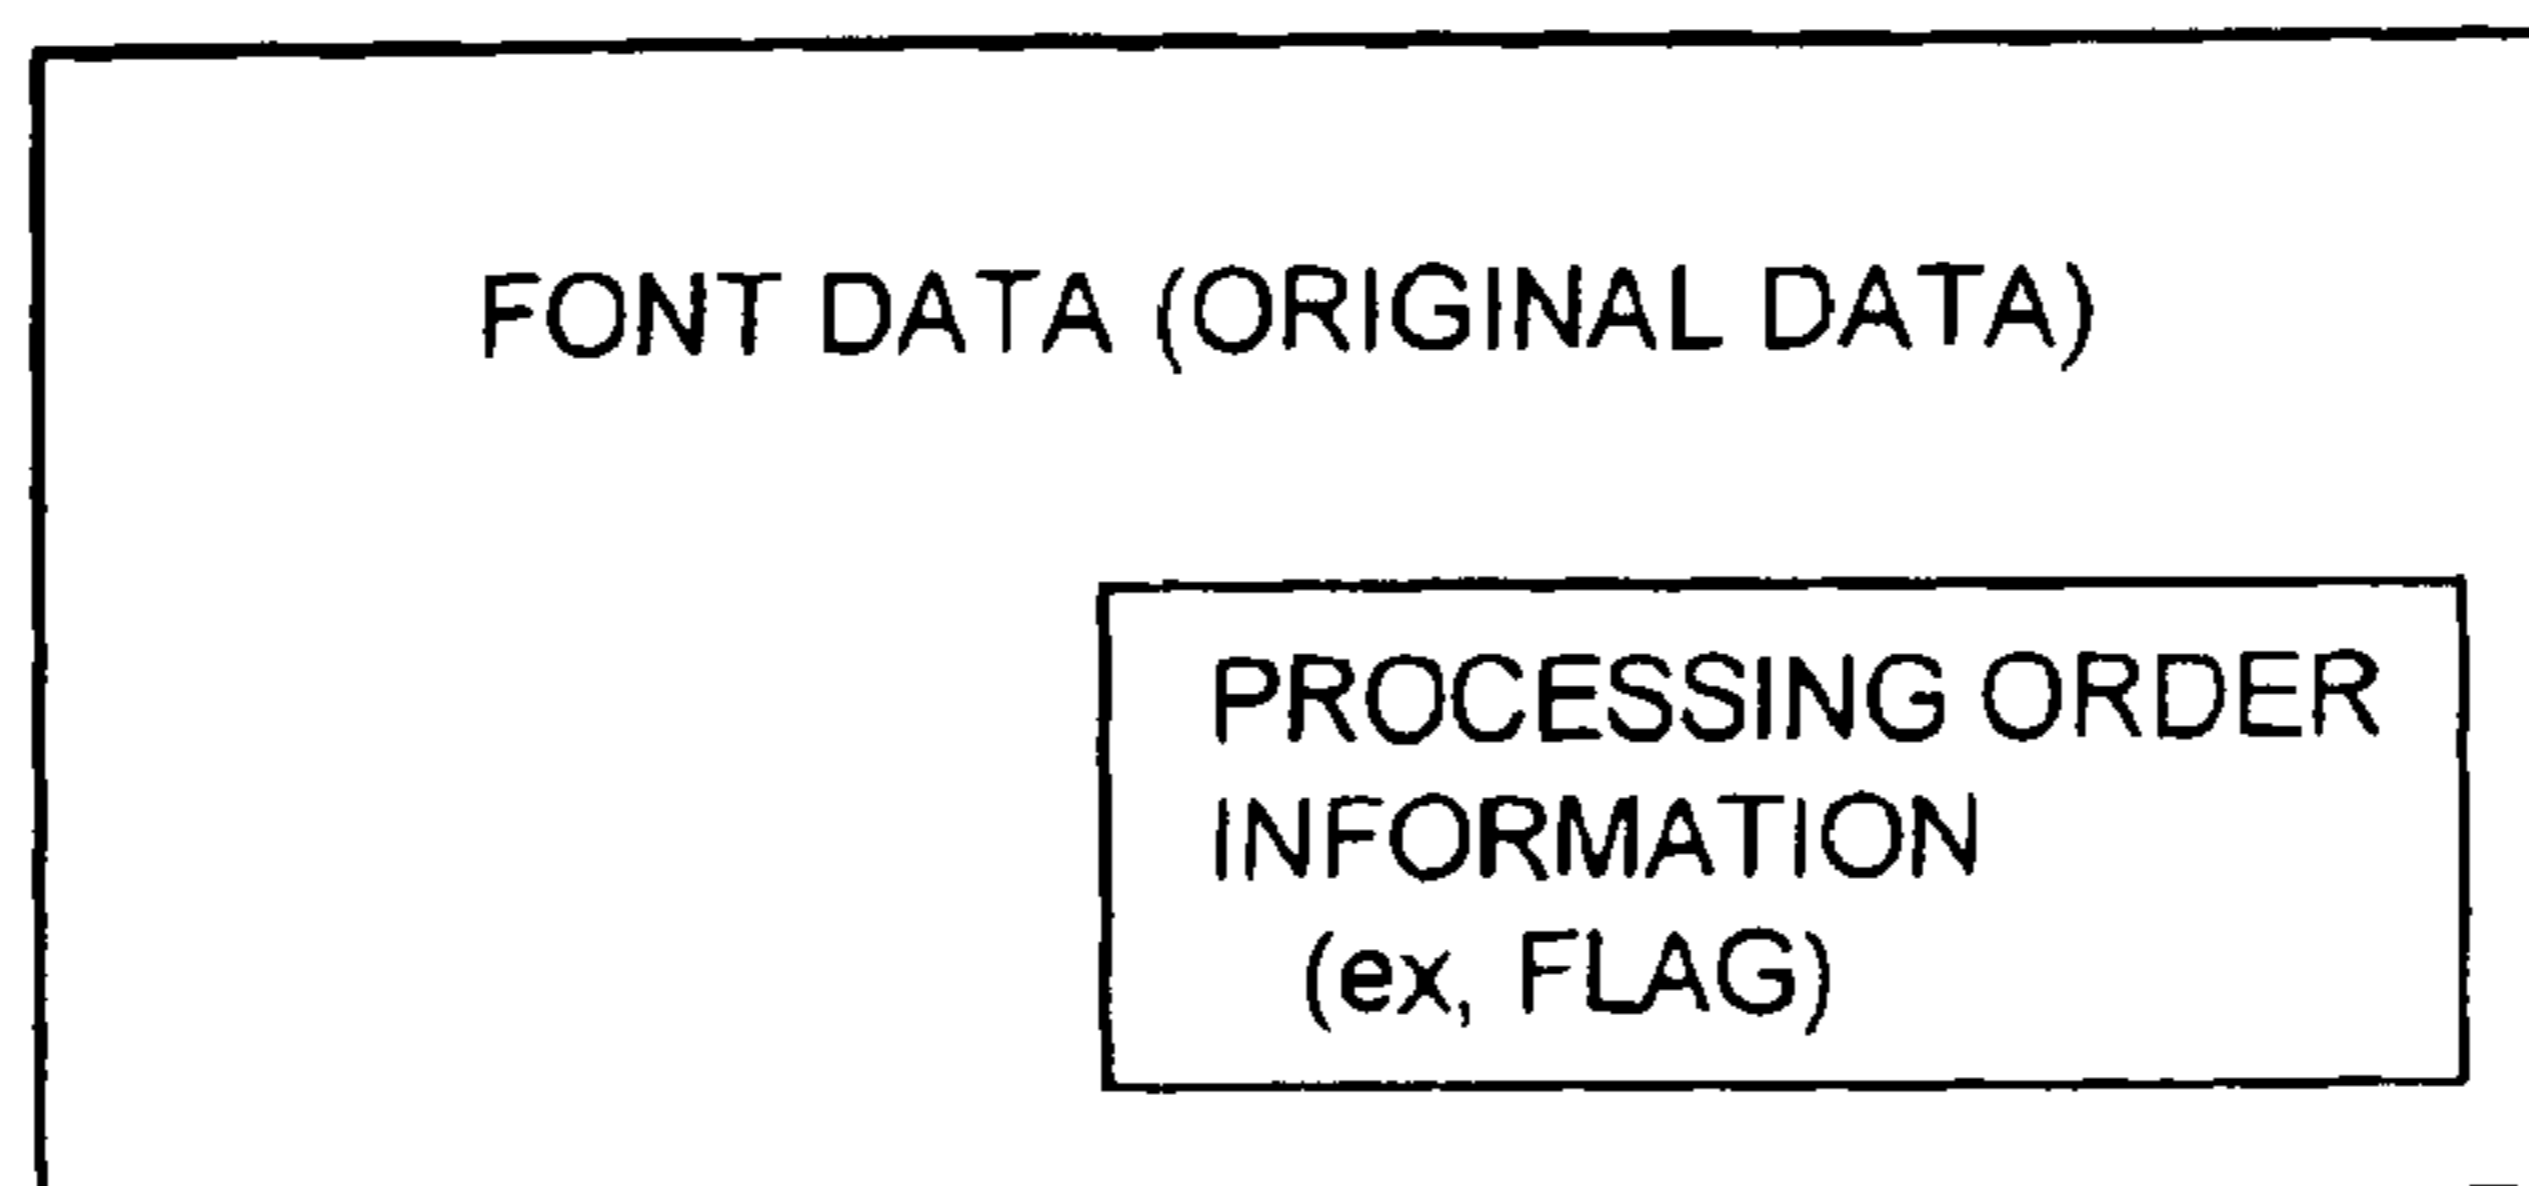 FONT DATA (ORIGINAL DATA)
PROCESSING ORDER
INFORMATION
(ex, FLAG)